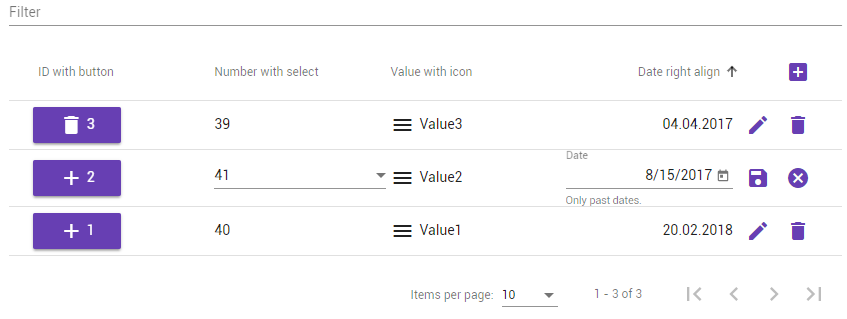 Filter
ID with button Number with select Value with icon Date right align
3 39 Value3 04.04.2017
Date
2 41 Value2 8/15/2017
Only past dates.
1 40 Value1 20.02.2018
Items per page: 10 1 - 3 of 3